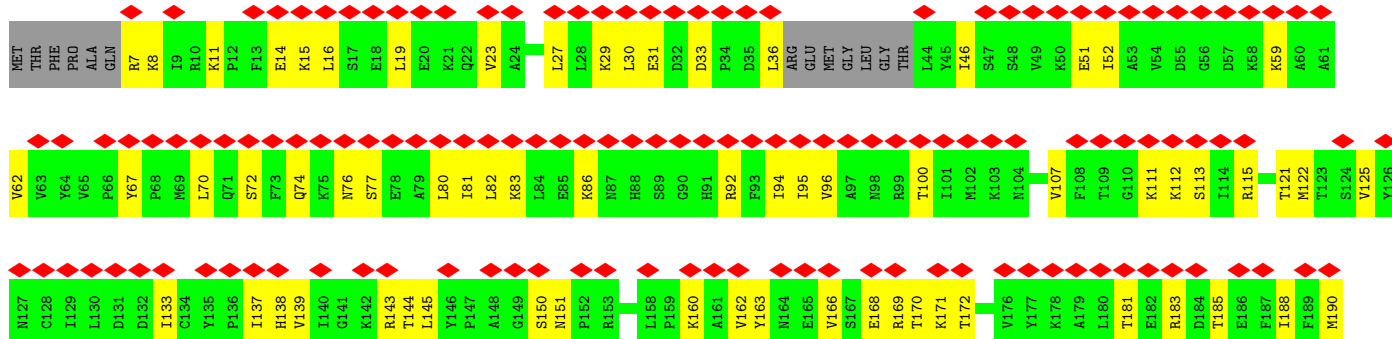 MET THR PHE PRO ALA GLN R7 K8 I9 R10 K11 P12 F13 E14 K15 L16 S17 E18 L19 E20 K21 Q22 V23 A24 L27 L28 K29 L30 E31 D32 D33 P34 D35 L36 ARG GLU MET GLY LEU GLY THR L44 Y45 I46 S47 S48 V49 K50 E51 I52 A53 V54 D55 G56 D57 K58 K59 A60 A61
V62 V63 Y64 V65 P66 Y67 P68 M69 L70 Q71 S72 F73 Q74 K75 N76 S77 E78 A79 L80 I81 L82 K83 L84 E85 K86 N87 H88 S89 G90 H91 R92 F93 I94 I95 V96 A97 N98 R99 T100 I101 M102 K103 N104 V107 F108 T109 G110 K111 K112 S113 I114 R115 T121 M122 T123 S124 V125 Y126
N127 C128 I129 L130 D131 D132 I133 C134 Y135 P136 I137 H138 V139 I140 G141 K142 R143 T144 L145 Y146 P147 A148 G149 S150 N151 P152 R153 L158 P159 K160 A161 V162 Y163 N164 E165 V166 S167 E168 R169 T170 K171 T172 V176 Y177 K178 A179 L180 T181 E182 R183 D184 T185 E186 F187 I188 F189 M190